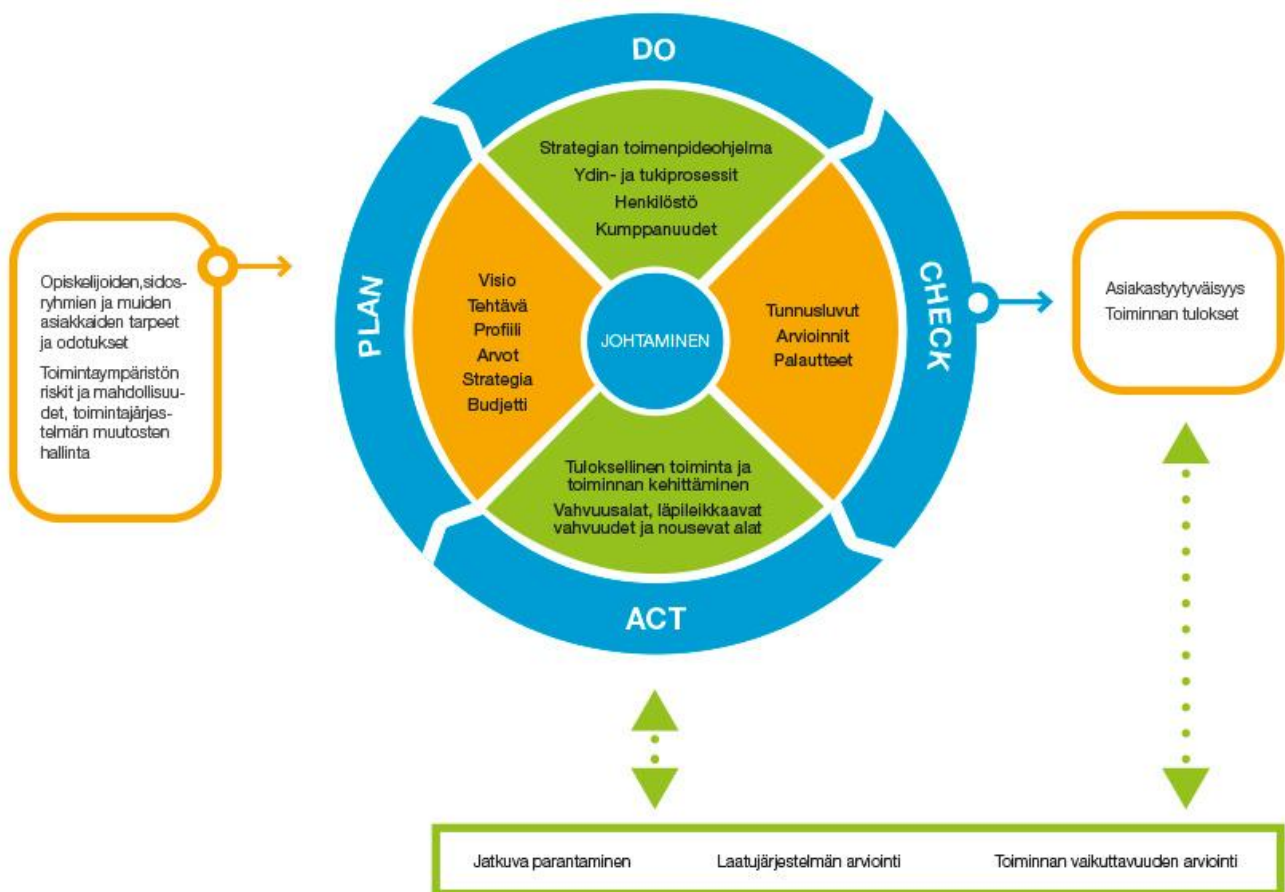 DO
Strategian toimenpideohjelma
Ydin- ja tukiprosessit
Henkilöstö
Kumppanuudet
Opiskelijoiden,sidos-
ryhmien ja muiden
asiakkaiden tarpeet
ja odotukset
Toimintaympäristön
riskit ja mahdollisuu-
det, toimintajärjes-
telmän muutosten
hallinta
PLAN
Visio
Tehtävä
Profiili
Arvot
Strategia
Budjetti
JOHTAMINEN
Tunnusluvut
Arvioinnit
Palautteet
CHECK
Asiakastyytyväisyys
Toiminnan tulokset
Tuloksellinen toiminta ja
toiminnan kehittäminen
Vahvuusalat, läpileikkaavat
vahvuudet ja nousevat alat
ACT
Jatkuva parantaminen
Laatujärjestelmän arviointi
Toiminnan vaikuttavuuden arviointi